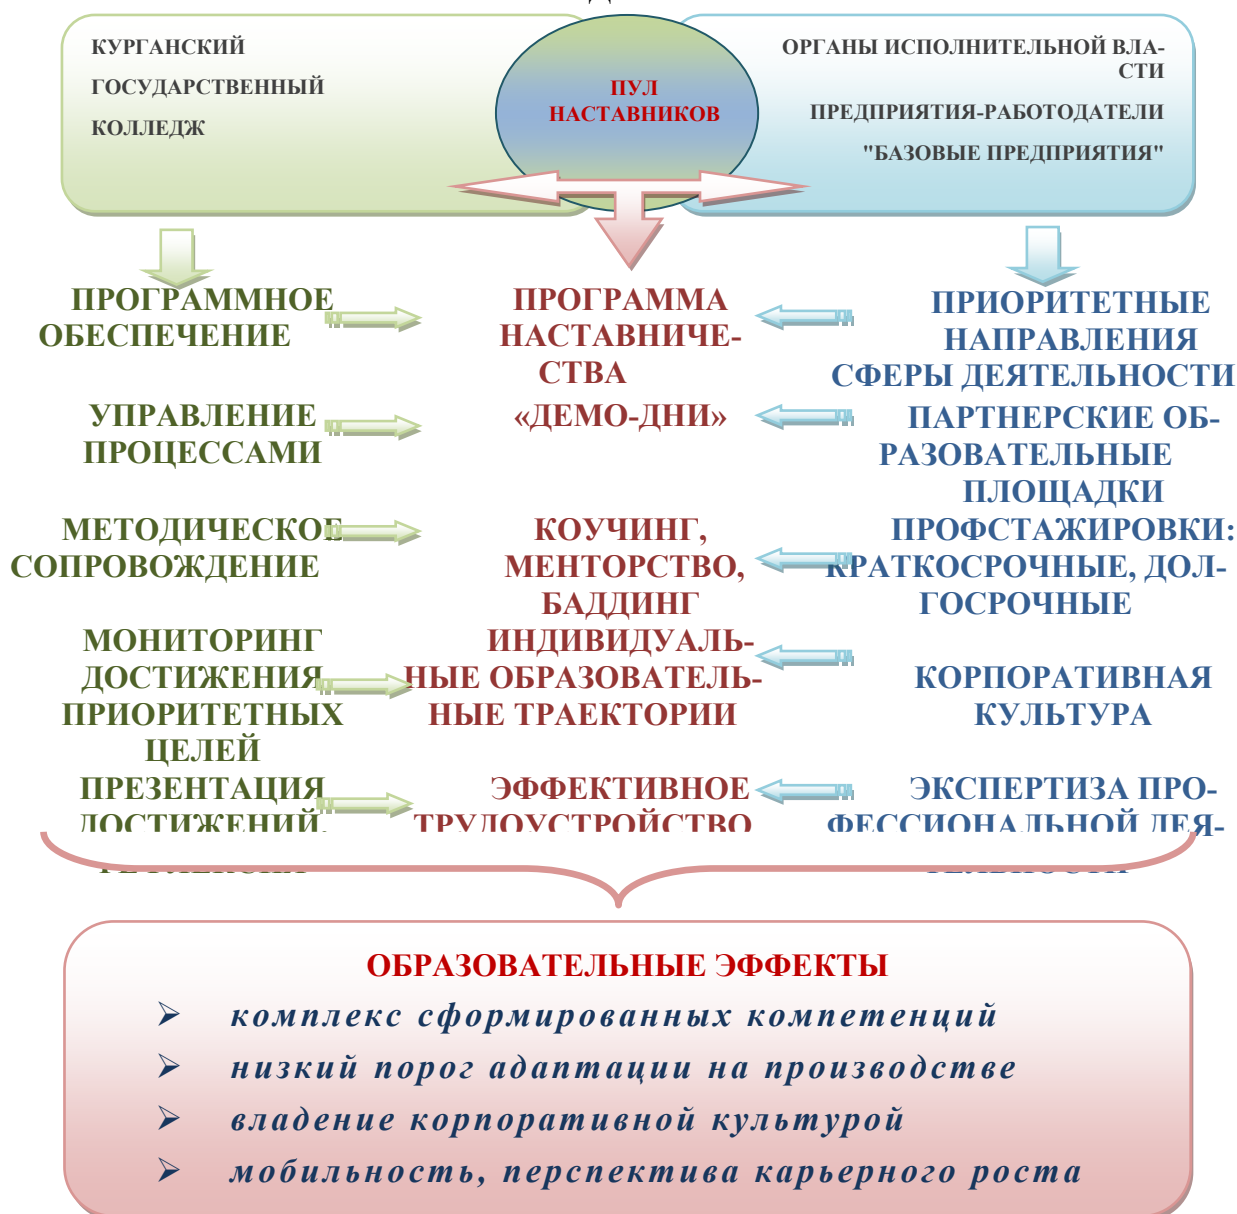 КУРГАНСКИЙ
ГОСУДАРСТВЕННЫЙ
КОЛЛЕДЖ
ПУЛ
НАСТАВНИКОВ
ОРГАНЫ ИСПОЛНИТЕЛЬНОЙ ВЛА-
СТИ
ПРЕДПРИЯТИЯ-РАБОТОДАТЕЛИ
"БАЗОВЫЕ ПРЕДПРИЯТИЯ"
ПРОГРАММНОЕ
ОБЕСПЕЧЕНИЕ
ПРОГРАММА
НАСТАВНИЧЕ-
СТВА
ПРИОРИТЕТНЫЕ
НАПРАВЛЕНИЯ
СФЕРЫ ДЕЯТЕЛЬНОСТИ
УПРАВЛЕНИЕ
ПРОЦЕССАМИ
«ДЕМО-ДНИ»
ПАРТНЕРСКИЕ ОБ-
РАЗОВАТЕЛЬНЫЕ
ПЛОЩАДКИ
МЕТОДИЧЕСКОЕ
СОПРОВОЖДЕНИЕ
КОУЧИНГ,
МЕНТОРСТВО,
БАДДИНГ
ПРОФСТАЖИРОВКИ:
КРАТКОСРОЧНЫЕ, ДОЛ-
ГОСРОЧНЫЕ
МОНИТОРИНГ
ДОСТИЖЕНИЯ
ПРИОРИТЕТНЫХ
ЦЕЛЕЙ
ИНДИВИДУАЛЬ-
НЫЕ ОБРАЗОВАТЕЛЬ-
НЫЕ ТРАЕКТОРИИ
КОРПОРАТИВНАЯ
КУЛЬТУРА
ПРЕЗЕНТАЦИЯ
ДОСТИЖЕНИЙ,
ЭФФЕКТИВНОЕ
ТРУДОУСТРОЙСТВО
ЭКСПЕРТИЗА ПРО-
ФЕССИОНАЛЬНОЙ ДЕЯ-
ТЕЛЬНОСТИ
ОБРАЗОВАТЕЛЬНЫЕ ЭФФЕКТЫ
комплекс сформированных компетенций
низкий порог адаптации на производстве
владение корпоративной культурой
мобильность, перспектива карьерного роста